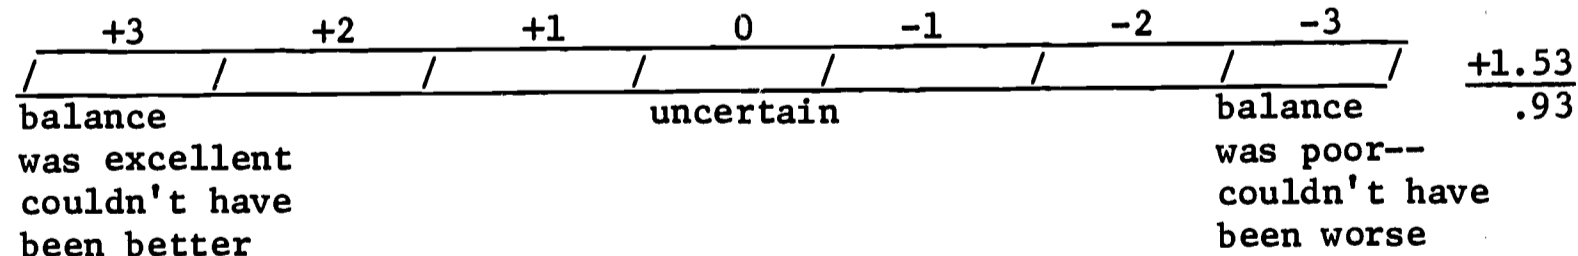 +3 +2 +1 0 -1 -2 -3
/ / / / / / / / +1.53
balance uncertain balance .93
was excellent was poor--
couldn't have couldn't have
been better been worse